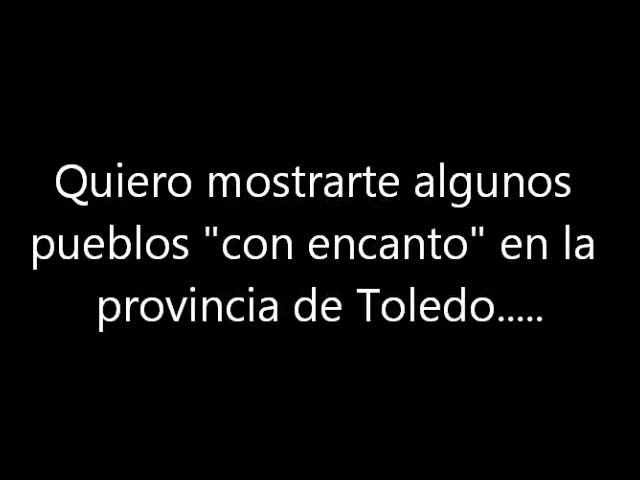 Quiero mostrarte algunos
pueblos "con encanto" en la
provincia de Toledo.....